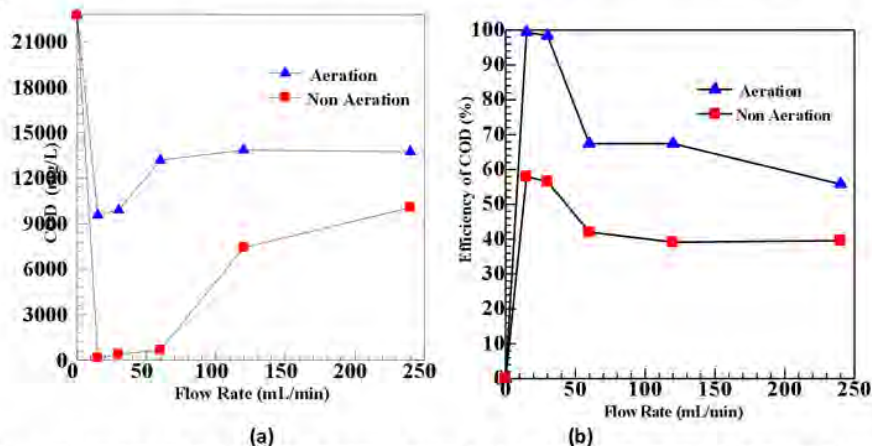 21000
18000
15000
12000
9000
6000
3000
0
COD (mg/L)
Aeration
Non Aeration
0 50 100 150 200 250
Flow Rate (mL/min)
(a)
100
90
80
70
60
50
40
30
20
10
0
Efficiency of COD (%)
Aeration
Non Aeration
0 50 100 150 200 250
Flow Rate (mL/min)
(b)